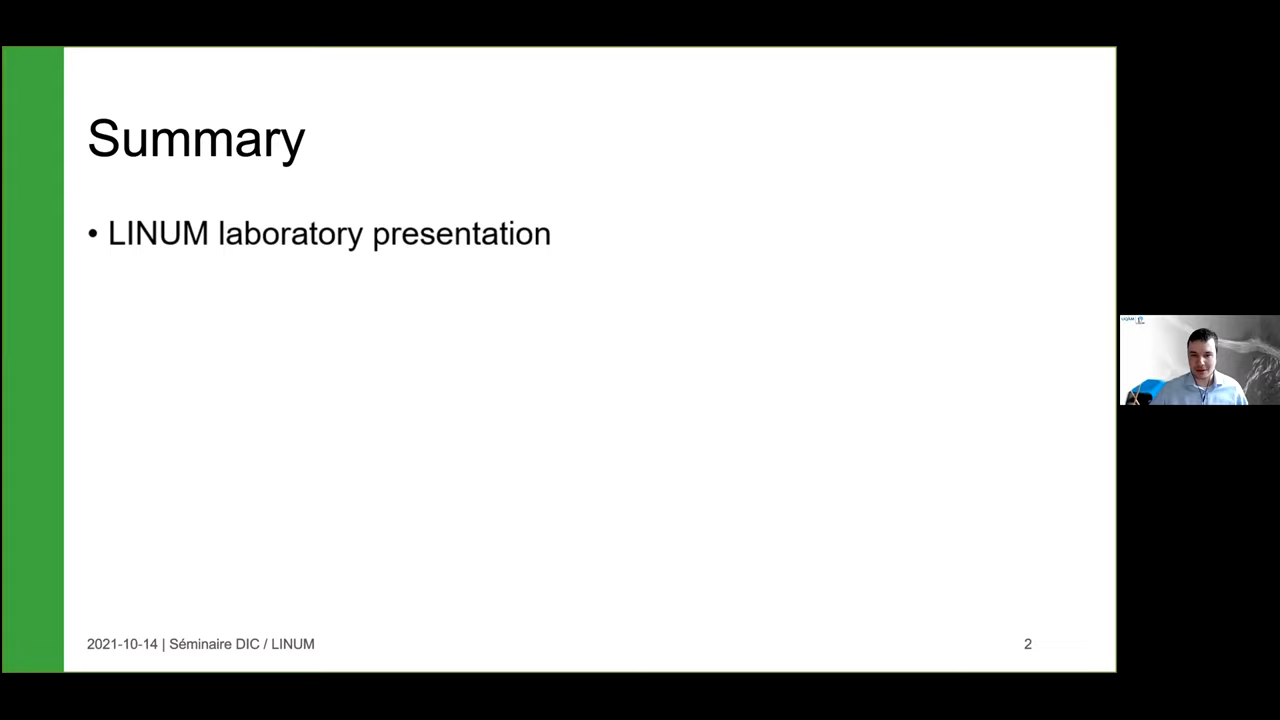 Summary
• LINUM laboratory presentation
2021-10-14 | Séminaire DIC / LINUM
2